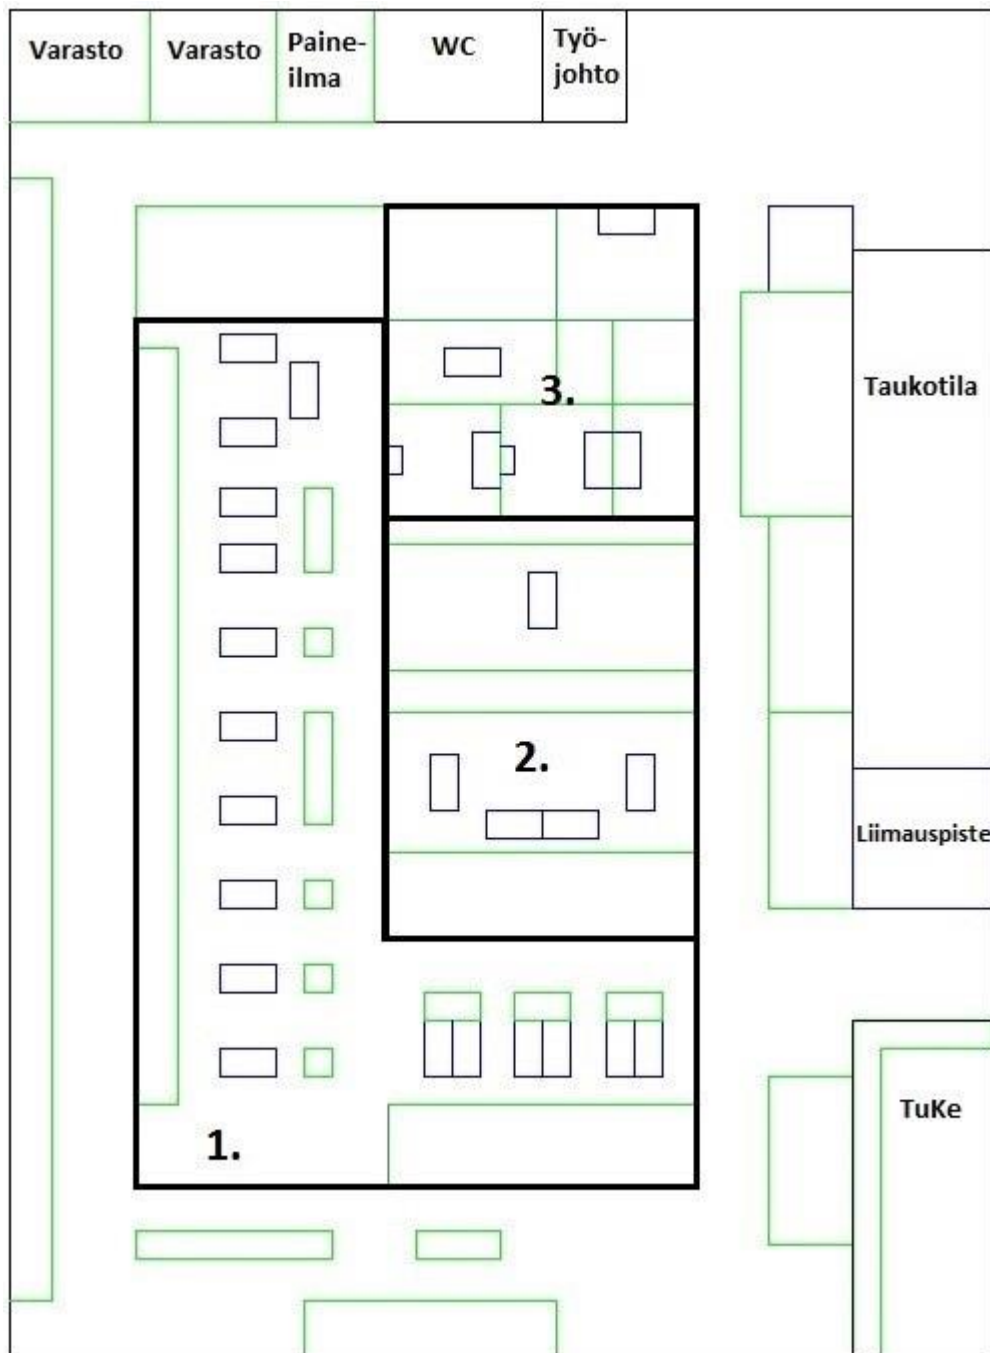 Varasto
Varasto
Paine-
ilma
WC
Työ-
johto
3.
Taukotila
2.
Liimauspiste
1.
TuKe